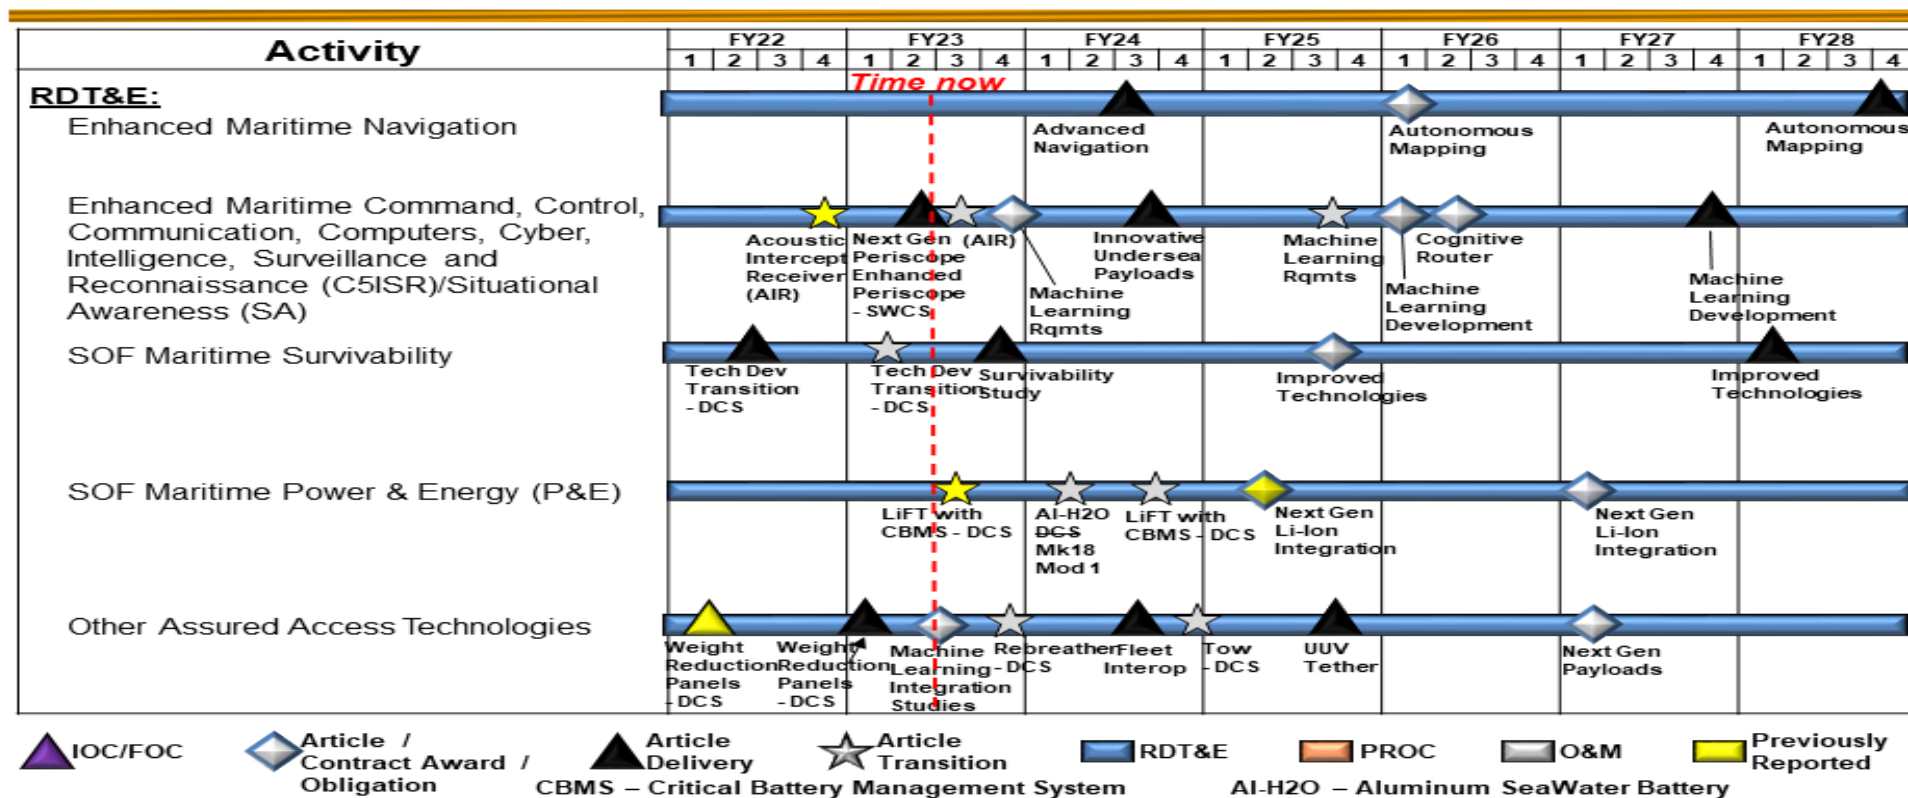 Activity
FY22 FY23 FY24 FY25 FY26 FY27 FY28
1 2 3 4 1 2 3 4 1 2 3 4 1 2 3 4 1 2 3 4 1 2 3 4 1 2 3 4
Time now
RDT&E:
Enhanced Maritime Navigation
Advanced
Navigation
Autonomous
Mapping
Autonomous
Mapping
Enhanced Maritime Command, Control,
Communication, Computers, Cyber,
Intelligence, Surveillance and
Reconnaissance (C5ISR)/Situational
Awareness (SA)
Acoustic
Intercept
Receiver
(AIR)
Next Gen
Periscope
Enhanced
Periscope
- SWCS
(AIR)
Machine
Learning
Rqmts
Innovative
Undersea
Payloads
Machine
Learning
Rqmts
Machine
Learning
Development
Cognitive
Router
Machine
Learning
Development
SOF Maritime Survivability
Tech Dev
Transition
- DCS
Tech Dev
Transition
- DCS
Survivability
Study
Improved
Technologies
Improved
Technologies
SOF Maritime Power & Energy (P&E)
LiFT with
CBMS - DCS
Al-H2O
DCS
Mk18
Mod 1
LiFT with
CBMS - DCS
Next Gen
Li-Ion
Integration
Next Gen
Li-Ion
Integration
Other Assured Access Technologies
Weight
Reduction
Panels
- DCS
Weight
Reduction
Panels
- DCS
Machine
Learning
Integration
Studies
Rebreather
- DCS
Fleet
Interop
Tow
- DCS
UUV
Tether
Next Gen
Payloads
IOC/FOC
Article /
Contract Award /
Obligation
Article
Delivery
Article
Transition
RDT&E
PROC
O&M
Previously
Reported
CBMS – Critical Battery Management System
Al-H2O – Aluminum SeaWater Battery